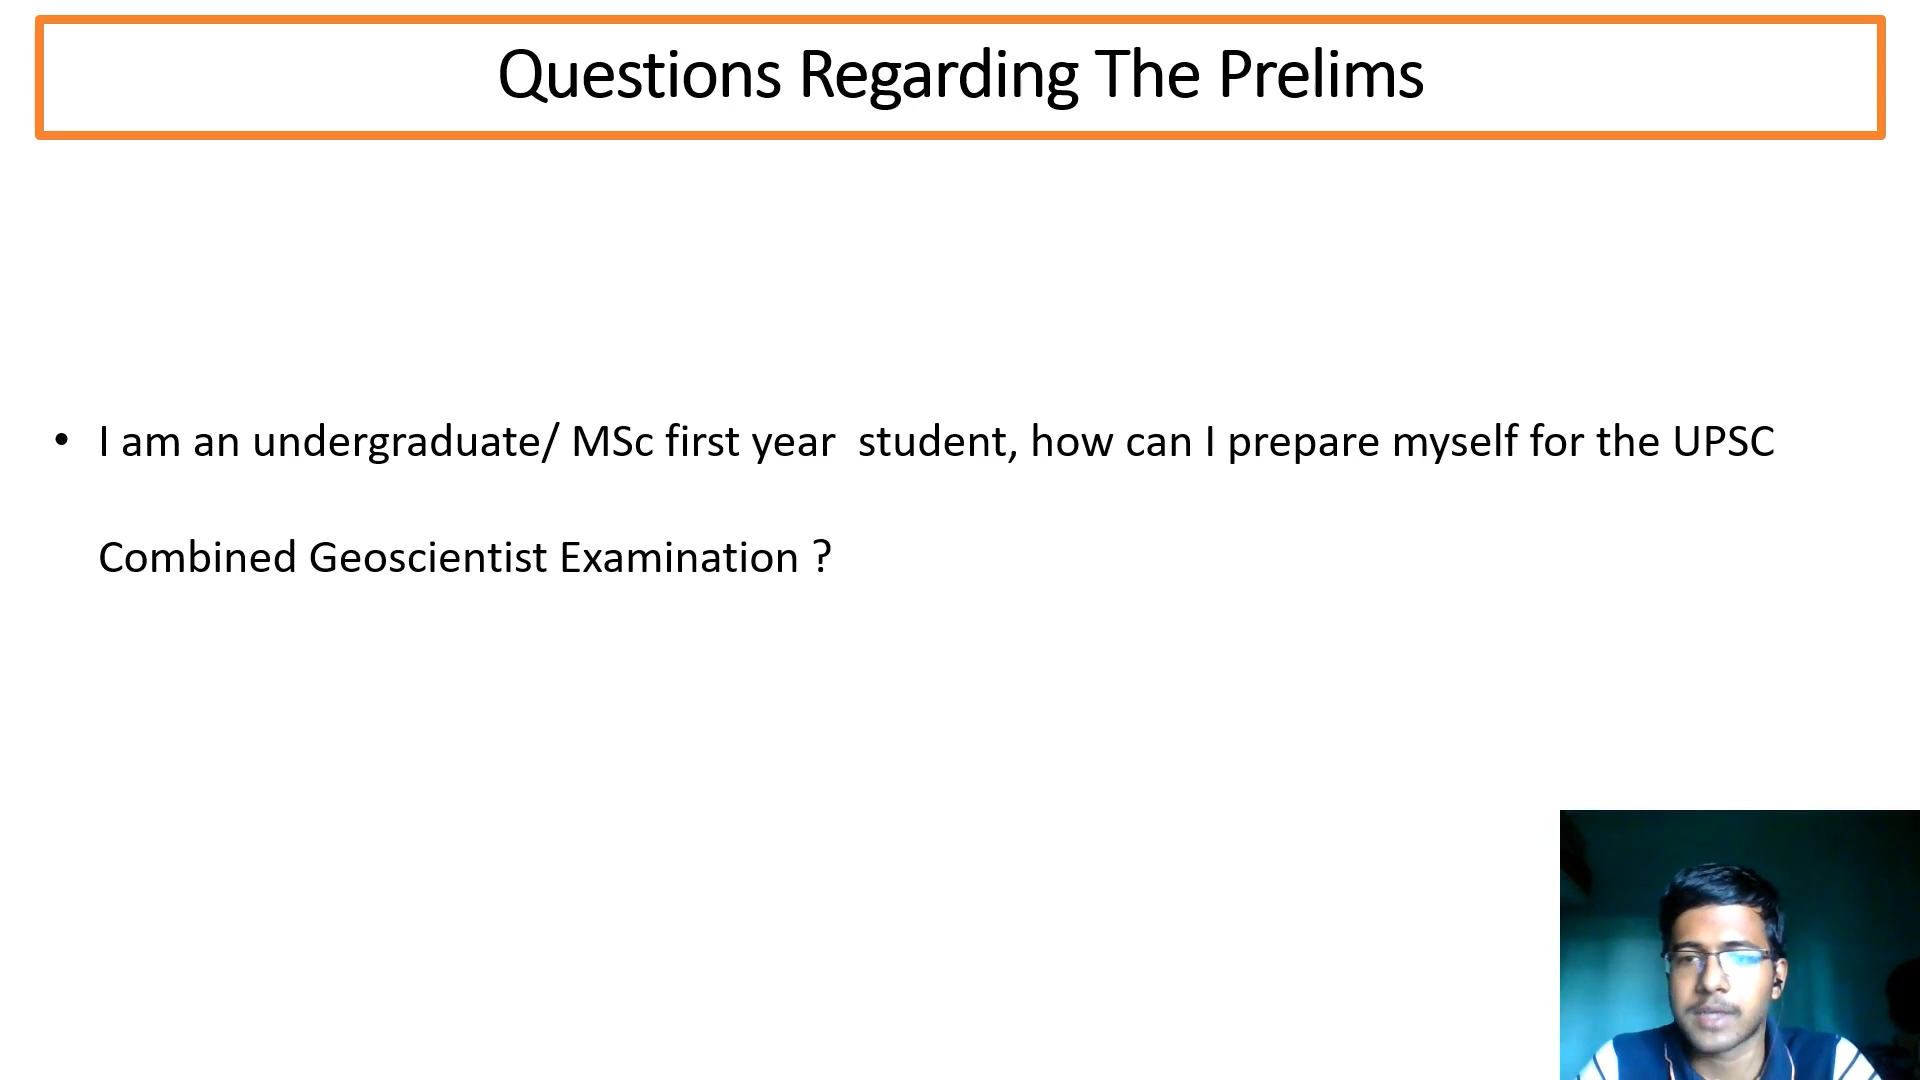 Questions Regarding The Prelims
• I am an undergraduate/ MSc first year  student, how can I prepare myself for the UPSC
Combined Geoscientist Examination ?